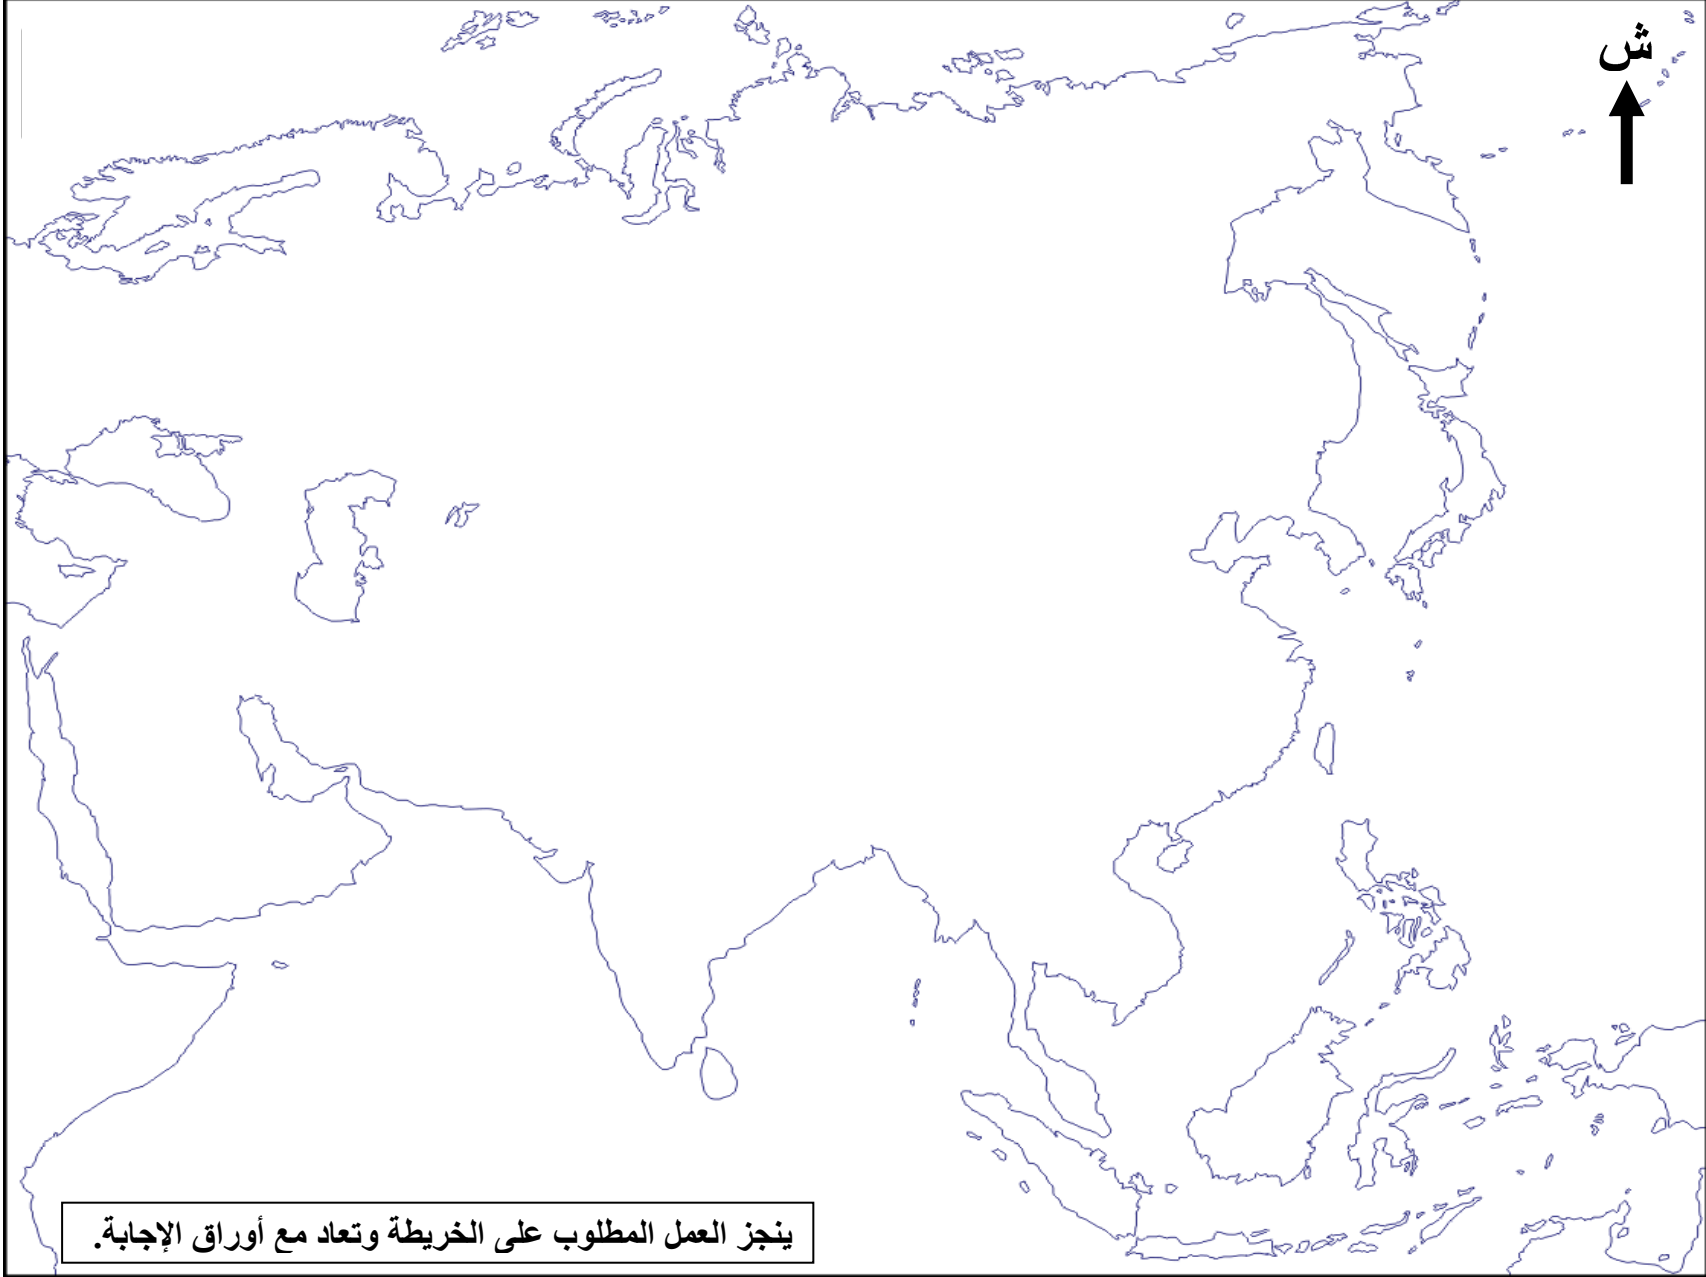 ش
ينجز العمل المطلوب على الخريطة وتعاد مع أوراق الإجابة.